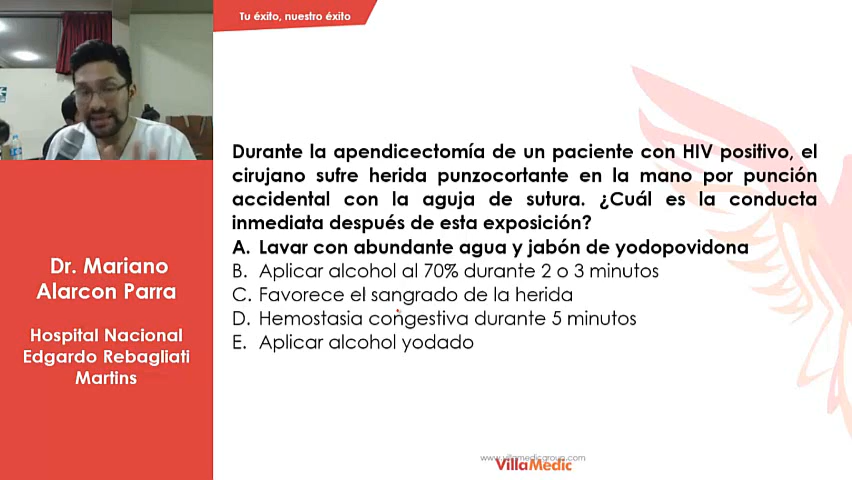 Tu éxito, nuestro éxito
Durante la apendicectomía de un paciente con HIV positivo, el
cirujano sufre herida punzocortante en la mano por punción
accidental con la aguja de sutura. ¿Cuál es la conducta
inmediata después de esta exposición?
A. Lavar con abundante agua y jabón de yodopovidona
B. Aplicar alcohol al 70% durante 2 o 3 minutos
C. Favorece el sangrado de la herida
D. Hemostasia congestiva durante 5 minutos
E. Aplicar alcohol yodado
Dr. Mariano
Alarcon Parra
Hospital Nacional
Edgardo Rebagliati
Martins
www.villamedicgroup.com
VillaMedic